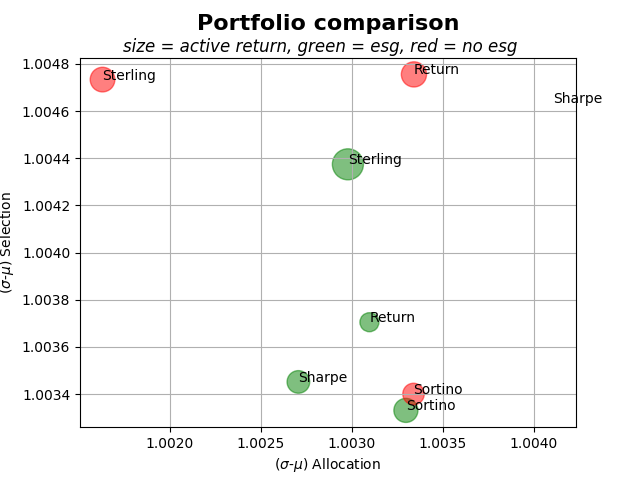 Portfolio comparison
size = active return, green = esg, red = no esg
1.0048
Sterling
Return
Sharpe
1.0046
1.0044
Sterling
1.0042
(σ-μ) Selection
1.0040
1.0038
Return
1.0036
Sharpe
Sortino
1.0034
Sortino
1.0020 1.0025 1.0030 1.0035 1.0040
(σ-μ) Allocation